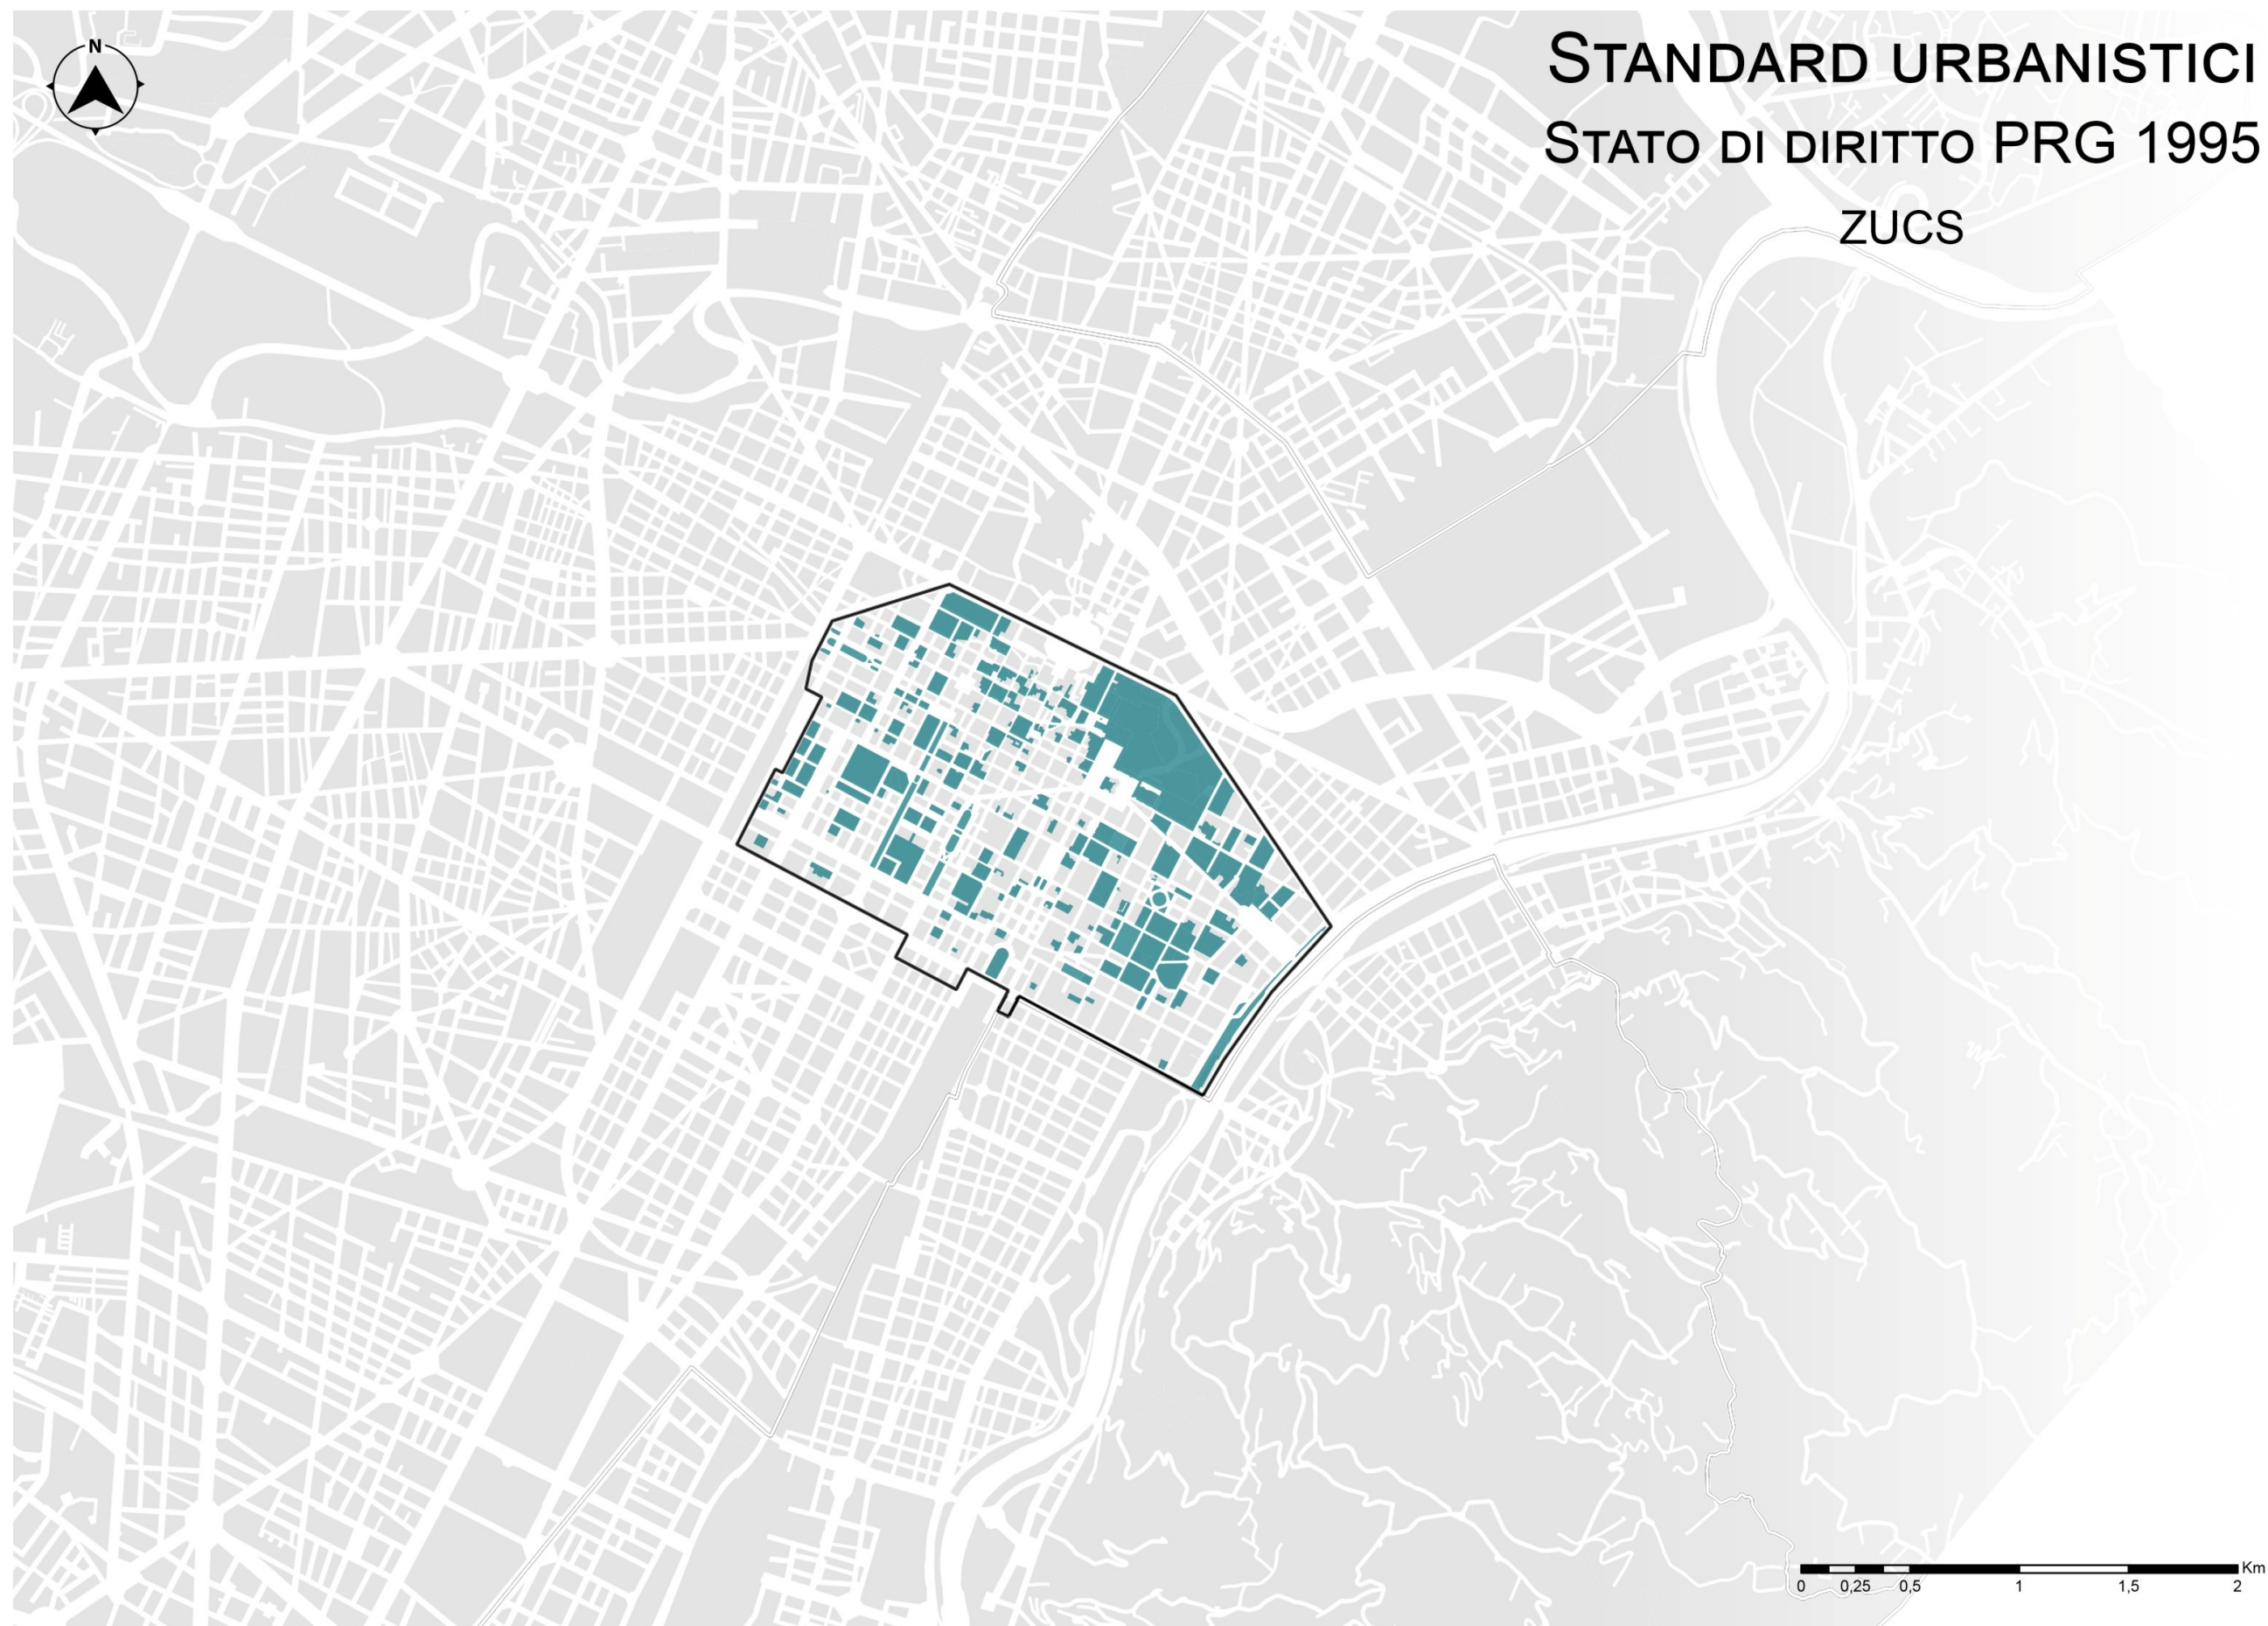 N
STANDARD URBANISTICI
STATO DI DIRITTO PRG 1995
ZUCS
Km
0 0,25 0,5 1 1,5 2